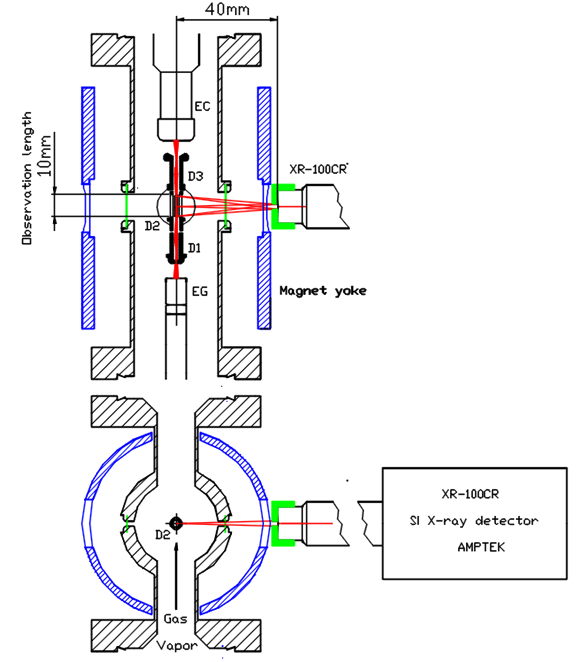 40mm
EC
Observation length
10mm
D3
XR-100CR
D2
D1
EG
Magnet yoke
XR-100CR
SI X-ray detector
AMPTEK
D2
Gas
Vapor